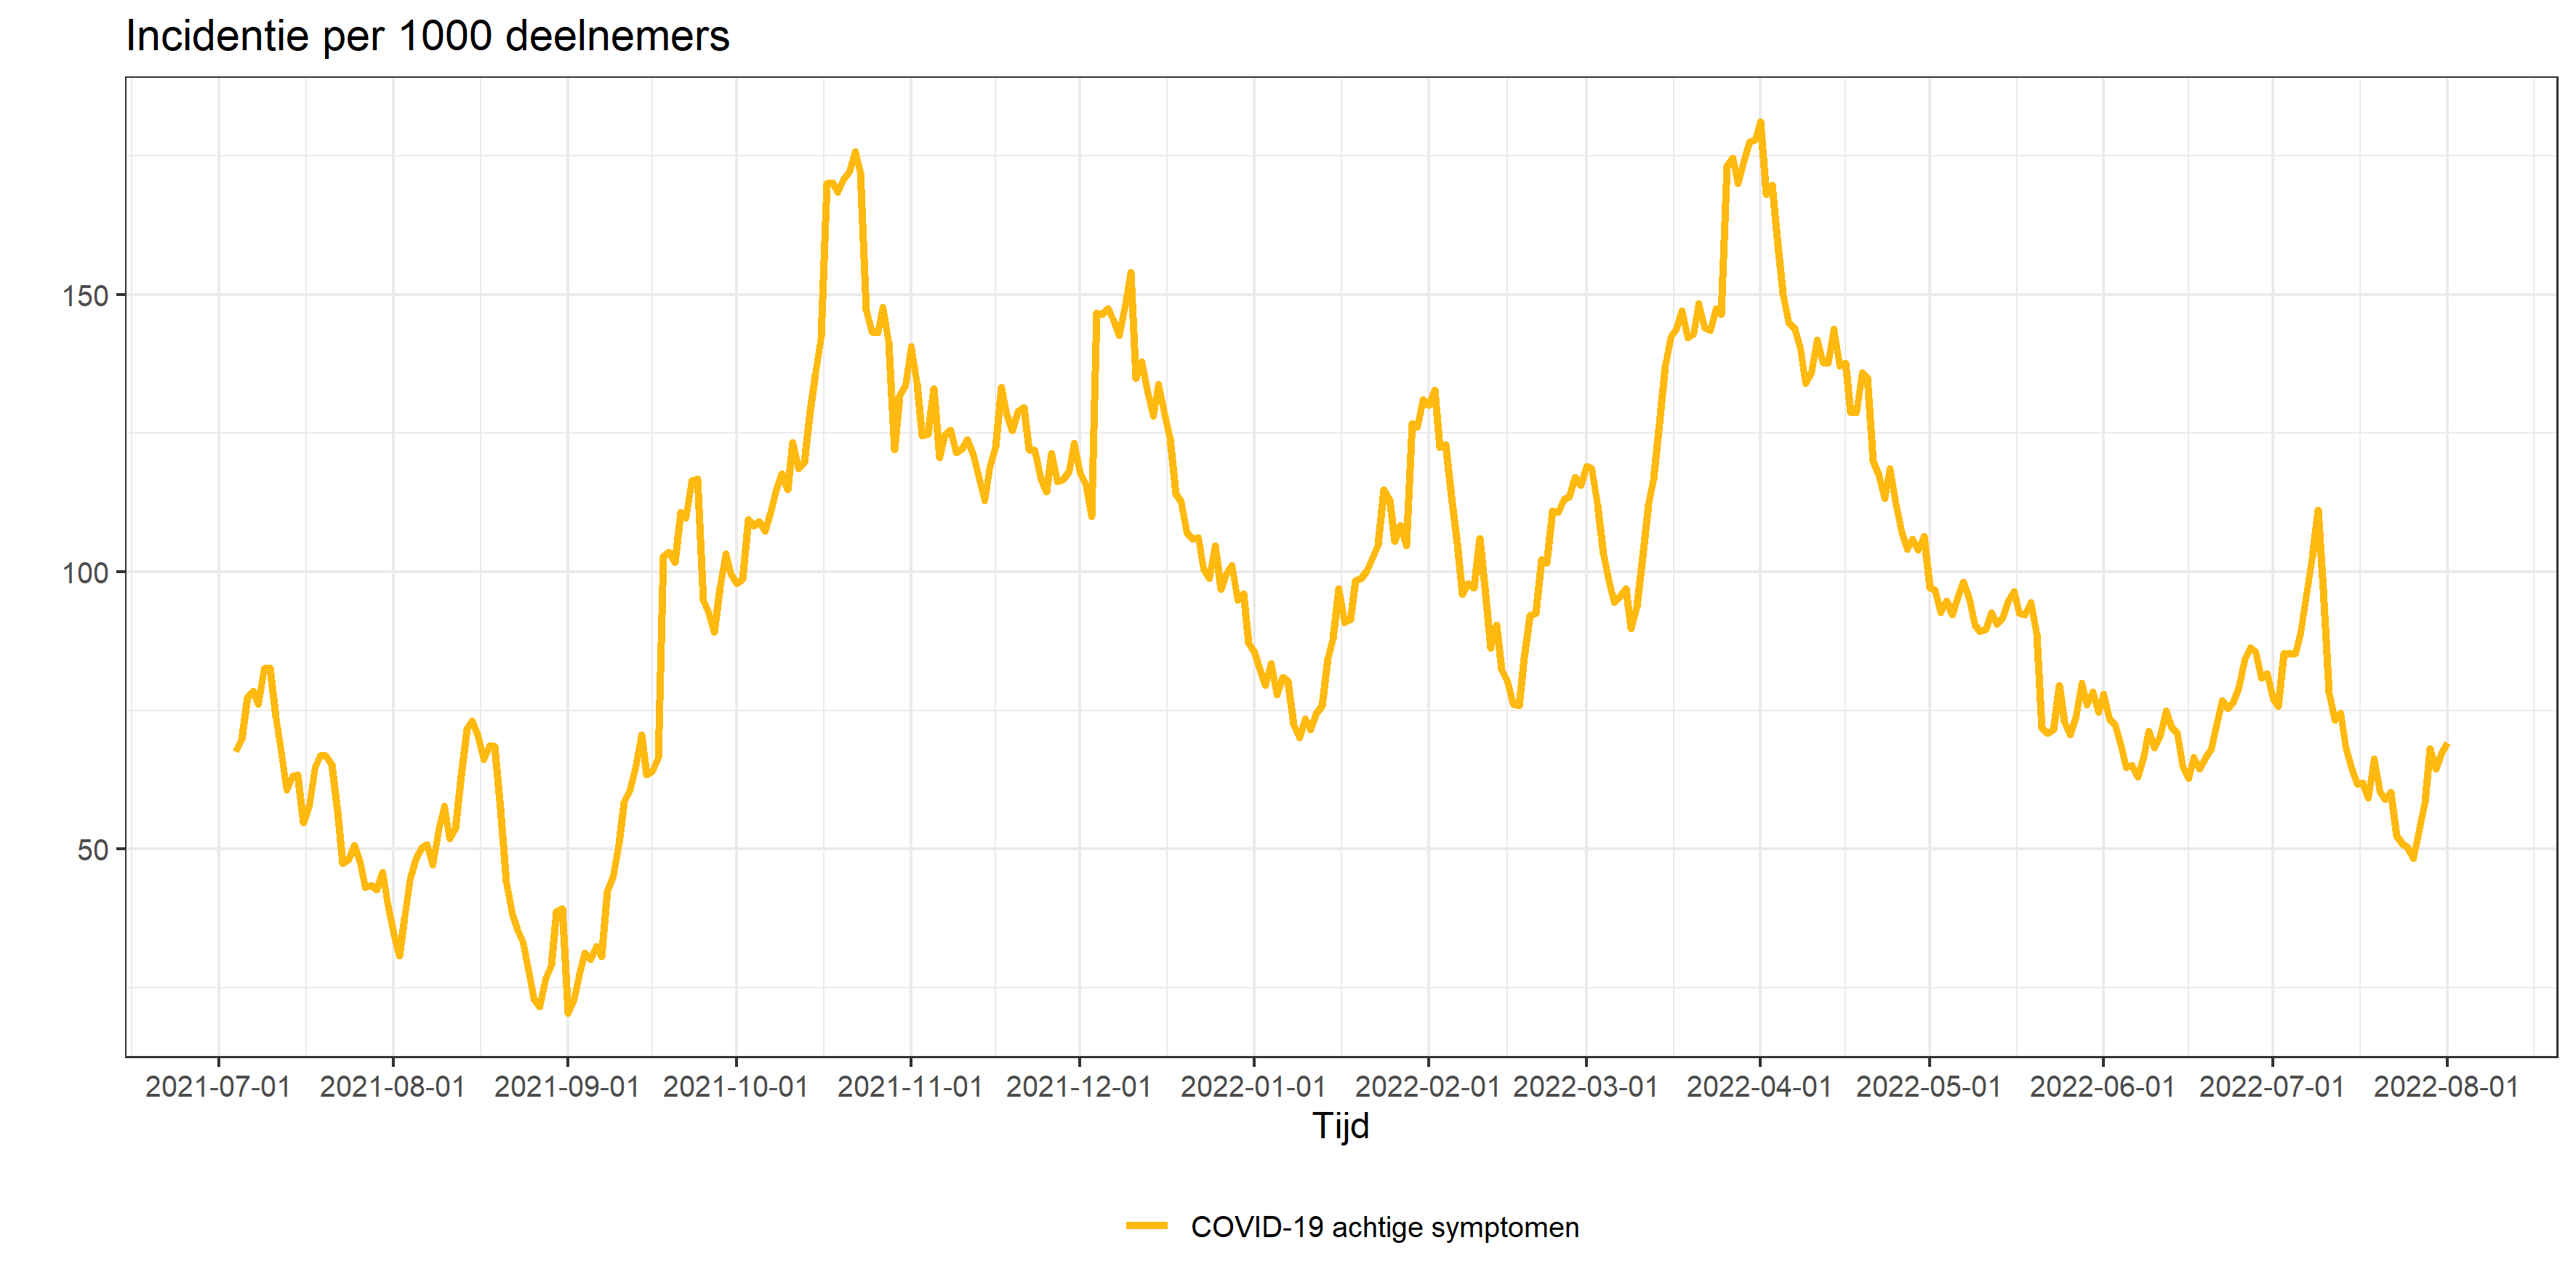 Incidentie per 1000 deelnemers
150
100
50
2021-07-01 2021-08-01 2021-09-01 2021-10-01 2021-11-01 2021-12-01 2022-01-01 2022-02-01 2022-03-01 2022-04-01 2022-05-01 2022-06-01 2022-07-01 2022-08-01
Tijd
COVID-19 achtige symptomen